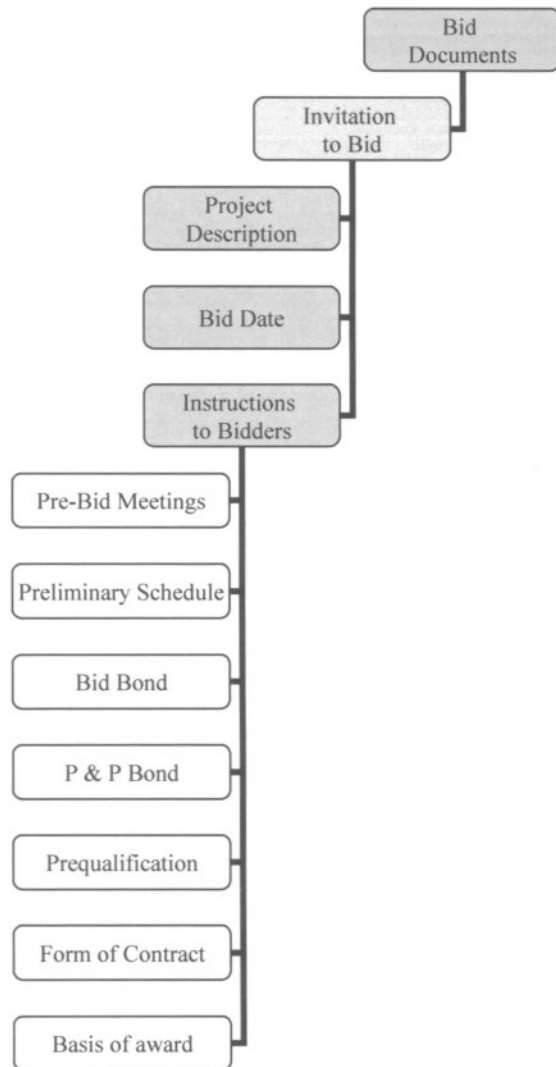 Bid
Documents
Invitation
to Bid
Project
Description
Bid Date
Instructions
to Bidders
Pre-Bid Meetings
Preliminary Schedule
Bid Bond
P & P Bond
Prequalification
Form of Contract
Basis of award